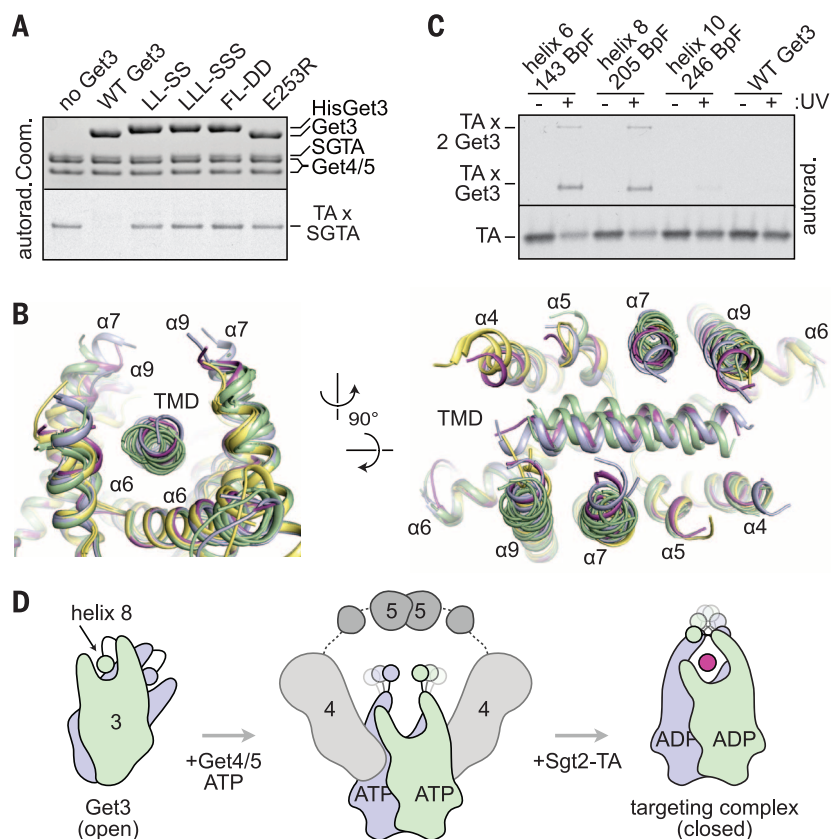 A
no Get3
WT Get3
LL-SS
LLL-SSS
FL-DD
E253R
Coom.
HisGet3
Get3
SGTA
Get4/5
autorad.
TA x
SGTA
C
helix 6
143 BpF
helix 8
205 BpF
helix 10
246 BpF
WT Get3
- + - + - + - + :UV
TA x
2 Get3
TA x
Get3
TA
autorad.
B
α7
α9
α9
α7
TMD
α6
α6
90°
α4
α5
α7
α9
α6
TMD
α6
α9
α7
α5
α4
D
helix 8
3
Get3
(open)
+Get4/5
ATP
5 5
4
4
ATP
ATP
+Sgt2-TA
ADP
ADP
targeting complex
(closed)